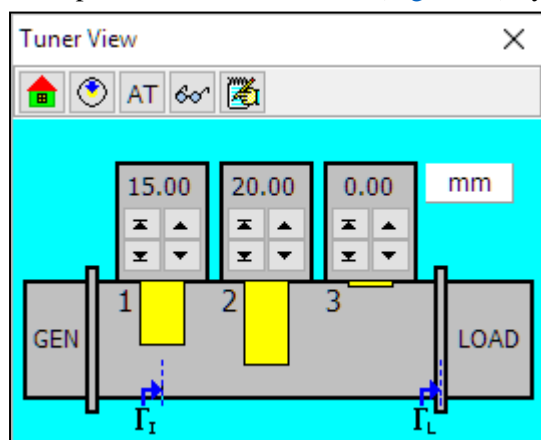 Tuner View
AT
15.00 20.00 0.00 mm
1 2 3
GEN LOAD
ΓI ΓL